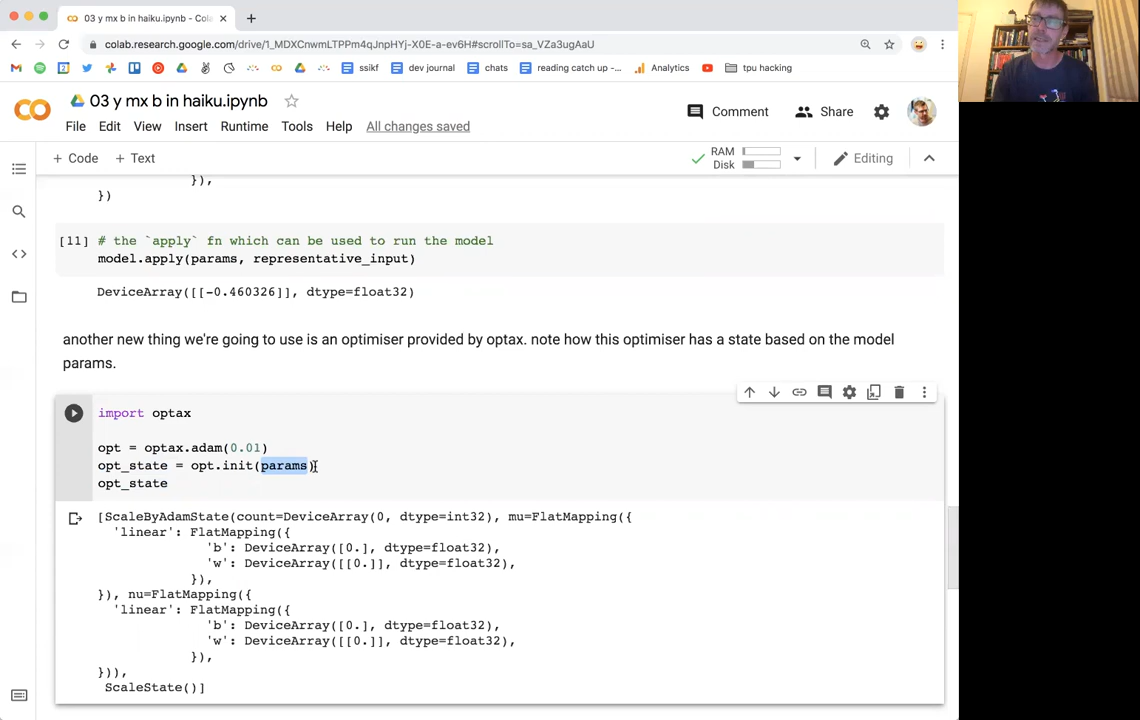 03 y mx b in haiku.ipynb - Cola
colab.research.google.com/drive/1_MDXCnwmLTPPm4qJnpHYj-X0E-a-ev6H#scrollTo=sa_VZa3ugAaU
ssikf
dev journal
chats
reading catch up -...
Analytics
tpu hacking
03 y mx b in haiku.ipynb
Comment
Share
File Edit View Insert Runtime Tools Help All changes saved
+ Code + Text
RAM
Disk
Editing
}),
})
[11] # the `apply` fn which can be used to run the model
model.apply(params, representative_input)
DeviceArray([[-0.460326]], dtype=float32)
another new thing we're going to use is an optimiser provided by optax. note how this optimiser has a state based on the model
params.
import optax
opt = optax.adam(0.01)
opt_state = opt.init(params)
opt_state
[ScaleByAdamState(count=DeviceArray(0, dtype=int32), mu=FlatMapping({
'linear': FlatMapping({
'b': DeviceArray([0.], dtype=float32),
'w': DeviceArray([[0.]], dtype=float32),
}),
}), nu=FlatMapping({
'linear': FlatMapping({
'b': DeviceArray([0.], dtype=float32),
'w': DeviceArray([[0.]], dtype=float32),
}),
})),
ScaleState()]